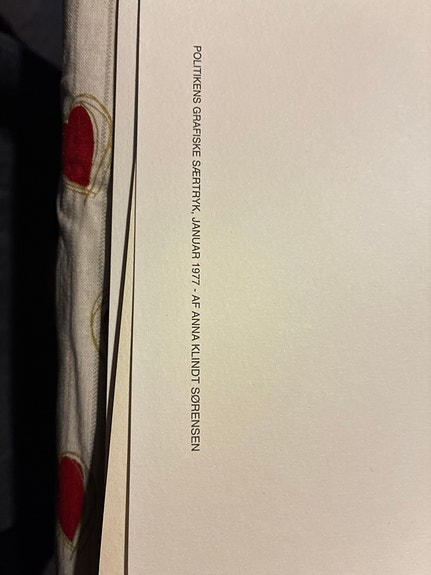 POLITIKENS GRAFISKE SÆRTRYK, JANUAR 1977 - AF ANNA KLINDT SØRENSEN